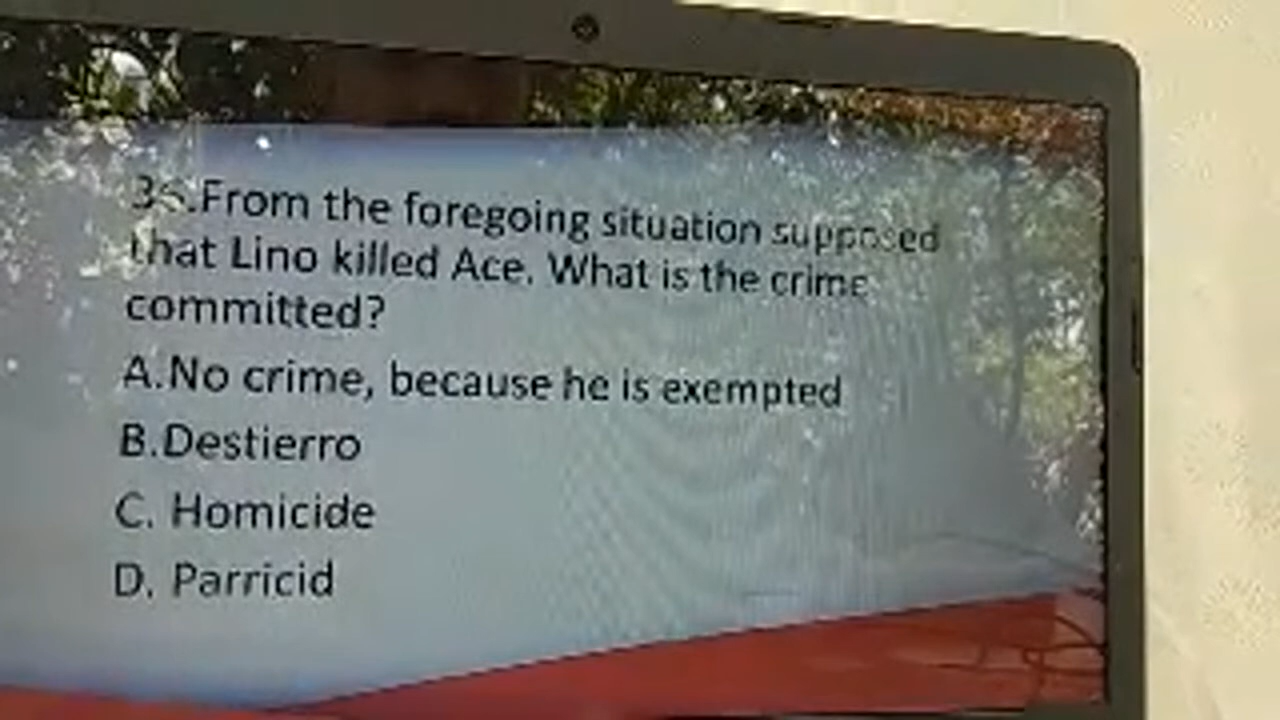 From the foregoing situation supposed
that Lino killed Ace. What is the crime
committed?
A.No crime, because he is exempted
B.Destierro
C. Homicide
D. Parricid